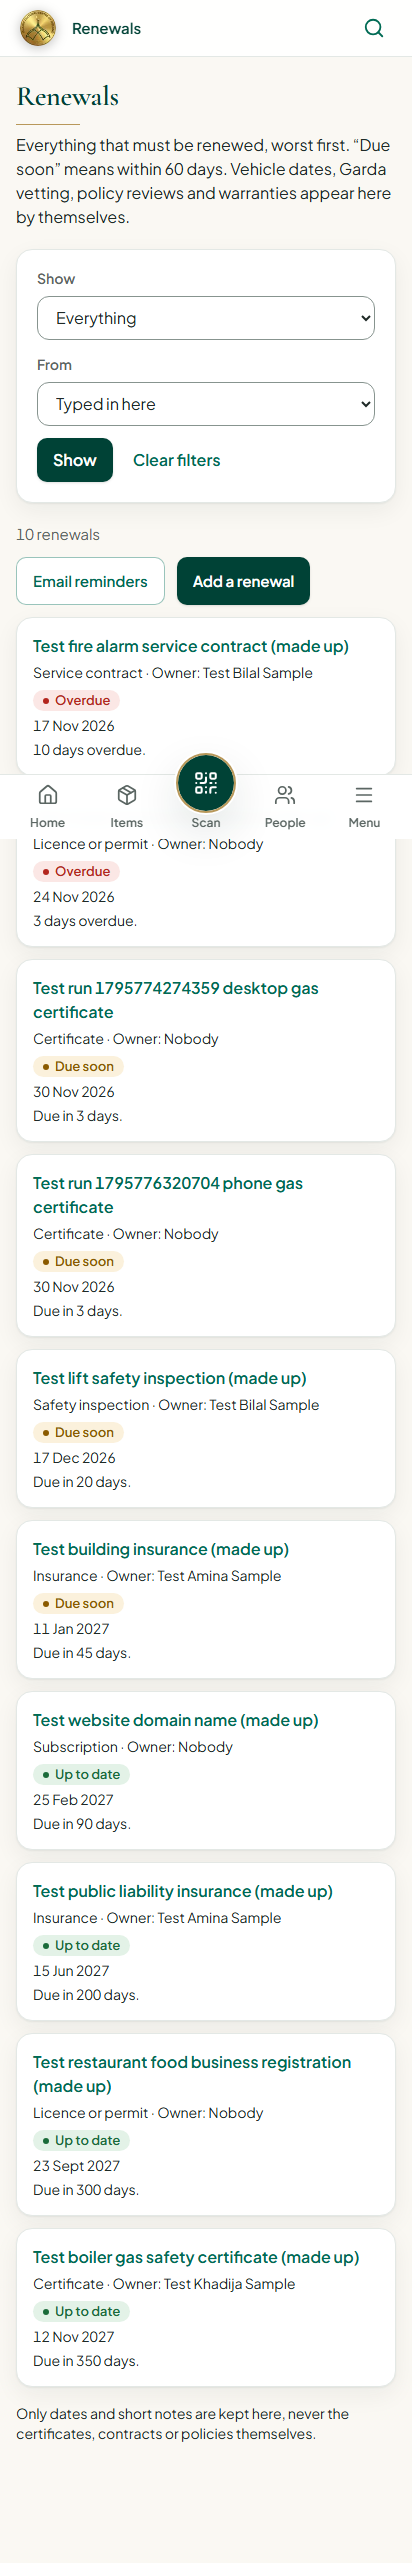 Renewals
Renewals
Everything that must be renewed, worst first. “Due
soon” means within 60 days. Vehicle dates, Garda
vetting, policy reviews and warranties appear here
by themselves.
Show
Everything
From
Typed in here
Show
Clear filters
10 renewals
Email reminders
Add a renewal
Test fire alarm service contract (made up)
Service contract · Owner: Test Bilal Sample
Overdue
17 Nov 2026
10 days overdue.
Home
Items
Scan
People
Menu
Licence or permit · Owner: Nobody
Overdue
24 Nov 2026
3 days overdue.
Test run 1795774274359 desktop gas
certificate
Certificate · Owner: Nobody
Due soon
30 Nov 2026
Due in 3 days.
Test run 1795776320704 phone gas
certificate
Certificate · Owner: Nobody
Due soon
30 Nov 2026
Due in 3 days.
Test lift safety inspection (made up)
Safety inspection · Owner: Test Bilal Sample
Due soon
17 Dec 2026
Due in 20 days.
Test building insurance (made up)
Insurance · Owner: Test Amina Sample
Due soon
11 Jan 2027
Due in 45 days.
Test website domain name (made up)
Subscription · Owner: Nobody
Up to date
25 Feb 2027
Due in 90 days.
Test public liability insurance (made up)
Insurance · Owner: Test Amina Sample
Up to date
15 Jun 2027
Due in 200 days.
Test restaurant food business registration
(made up)
Licence or permit · Owner: Nobody
Up to date
23 Sept 2027
Due in 300 days.
Test boiler gas safety certificate (made up)
Certificate · Owner: Test Khadija Sample
Up to date
12 Nov 2027
Due in 350 days.
Only dates and short notes are kept here, never the
certificates, contracts or policies themselves.